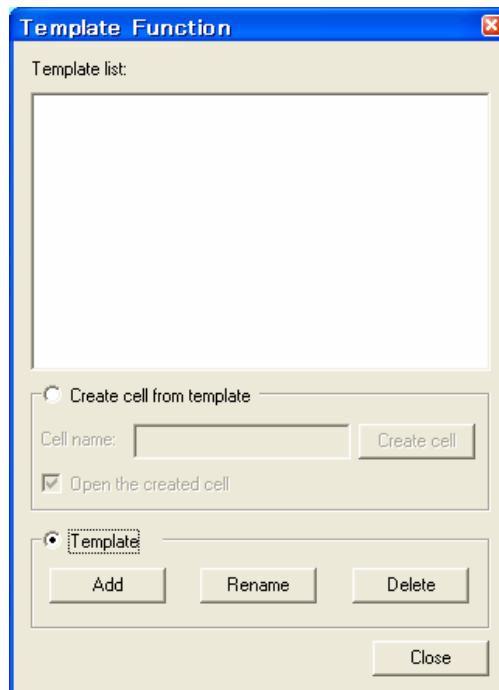 Template Function
Template list:
Create cell from template
Cell name: Create cell
Open the created cell
Template
Add Rename Delete
Close